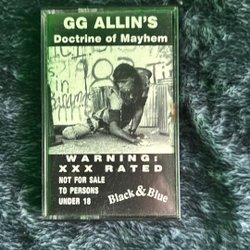 GG ALLIN'S
Doctrine of Mayhem
WARNING:
XXX RATED
NOT FOR SALE
TO PERSONS
UNDER 18
Black & Blue